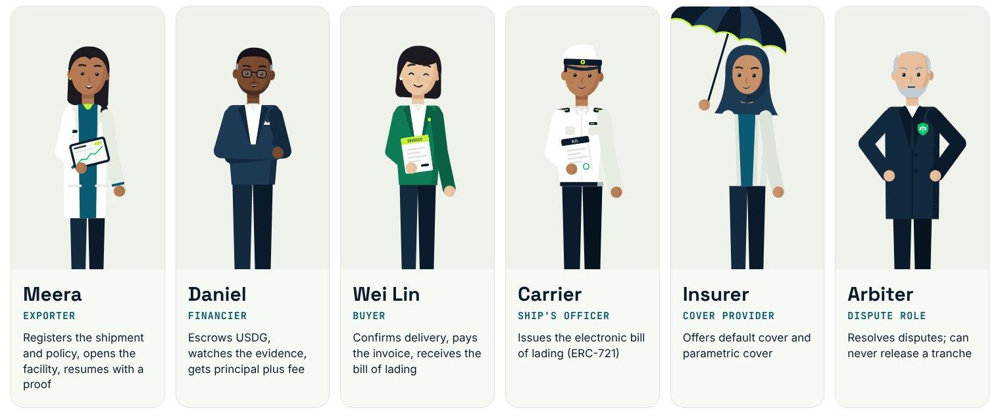 INVOICE
B/L
Meera
EXPORTER
Registers the shipment
and policy, opens the
facility, resumes with a
proof
Daniel
FINANCIER
Escrows USDG,
watches the evidence,
gets principal plus fee
Wei Lin
BUYER
Confirms delivery, pays
the invoice, receives the
bill of lading
Carrier
SHIP'S OFFICER
Issues the electronic bill
of lading (ERC-721)
Insurer
COVER PROVIDER
Offers default cover and
parametric cover
Arbiter
DISPUTE ROLE
Resolves disputes; can
never release a tranche